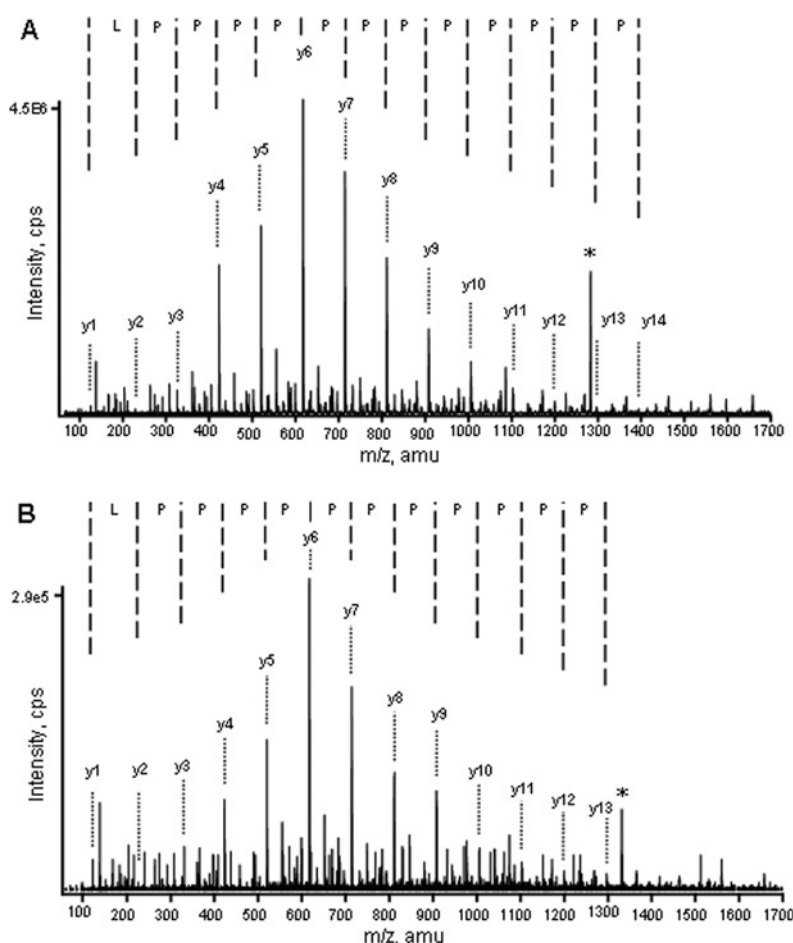 A L P P P P P P P P P P P P
y6
4.5E6
y7
y5
y4
y8
y9
*
y10
y1 y2 y3 y11 y12 y13 y14
Intensity, cps
100 200 300 400 500 600 700 800 900 1000 1100 1200 1300 1400 1500 1600 1700
m/z, amu
B L P P P P P P P P P P P
y6
2.9e5
y7
y5
y8
y9
y4
y1 y2 y3 y10 y11 y12 y13 *
Intensity, cps
100 200 300 400 500 600 700 800 900 1000 1100 1200 1300 1400 1500 1600 1700
m/z, amu